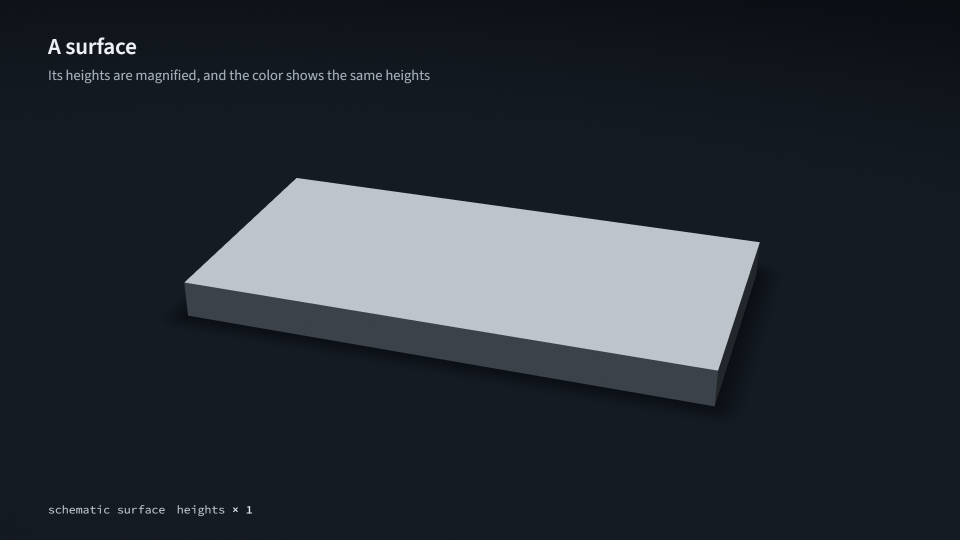 A surface
Its heights are magnified, and the color shows the same heights
schematic surface heights × 1